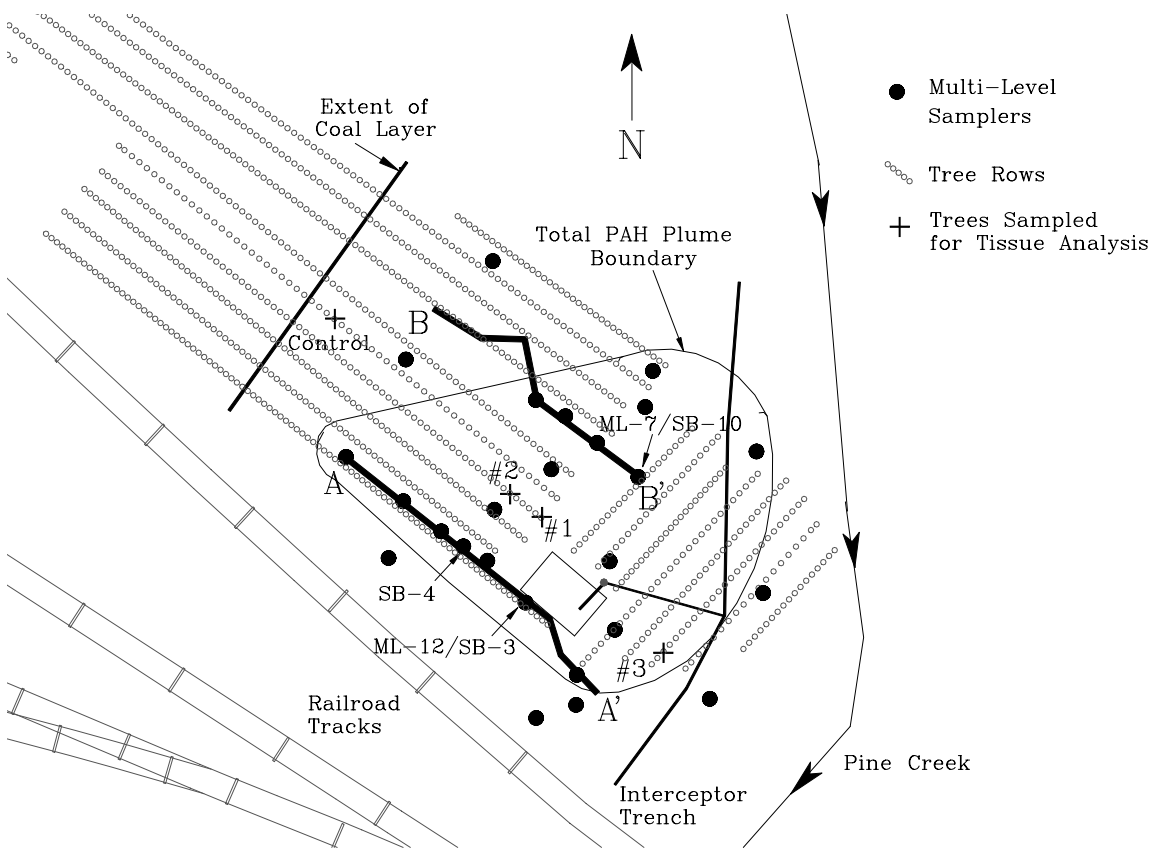 Extent of
Coal Layer
N
Multi-Level
Samplers
Tree Rows
Trees Sampled
for Tissue Analysis
Total PAH Plume
Boundary
B
Control
ML-7/SB-10
#2
A
B'
#1
SB-4
ML-12/SB-3
#3
A'
Railroad
Tracks
Pine Creek
Interceptor
Trench